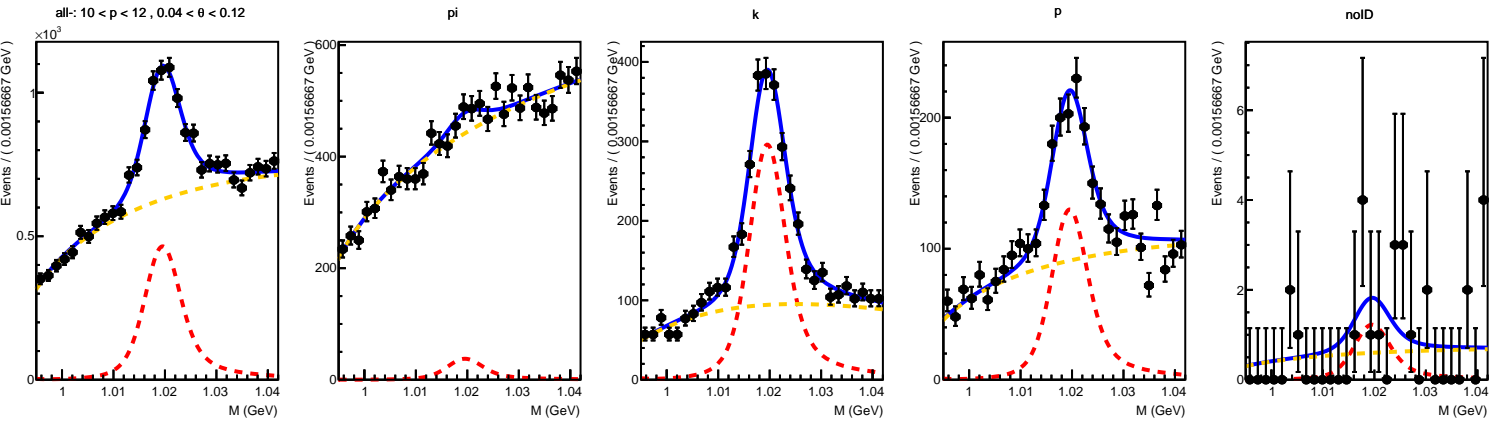 all-: 10 < p < 12 , 0.04 < θ < 0.12
×10³
Events / ( 0.00156667 GeV )
1
0.5
0
1 1.01 1.02 1.03 1.04
M (GeV)
pi
Events / ( 0.00156667 GeV )
600
400
200
0
1 1.01 1.02 1.03 1.04
M (GeV)
k
Events / ( 0.00156667 GeV )
400
300
200
100
0
1 1.01 1.02 1.03 1.04
M (GeV)
p
Events / ( 0.00156667 GeV )
200
100
0
1 1.01 1.02 1.03 1.04
M (GeV)
noID
Events / ( 0.00156667 GeV )
6
4
2
0
1 1.01 1.02 1.03 1.04
M (GeV)